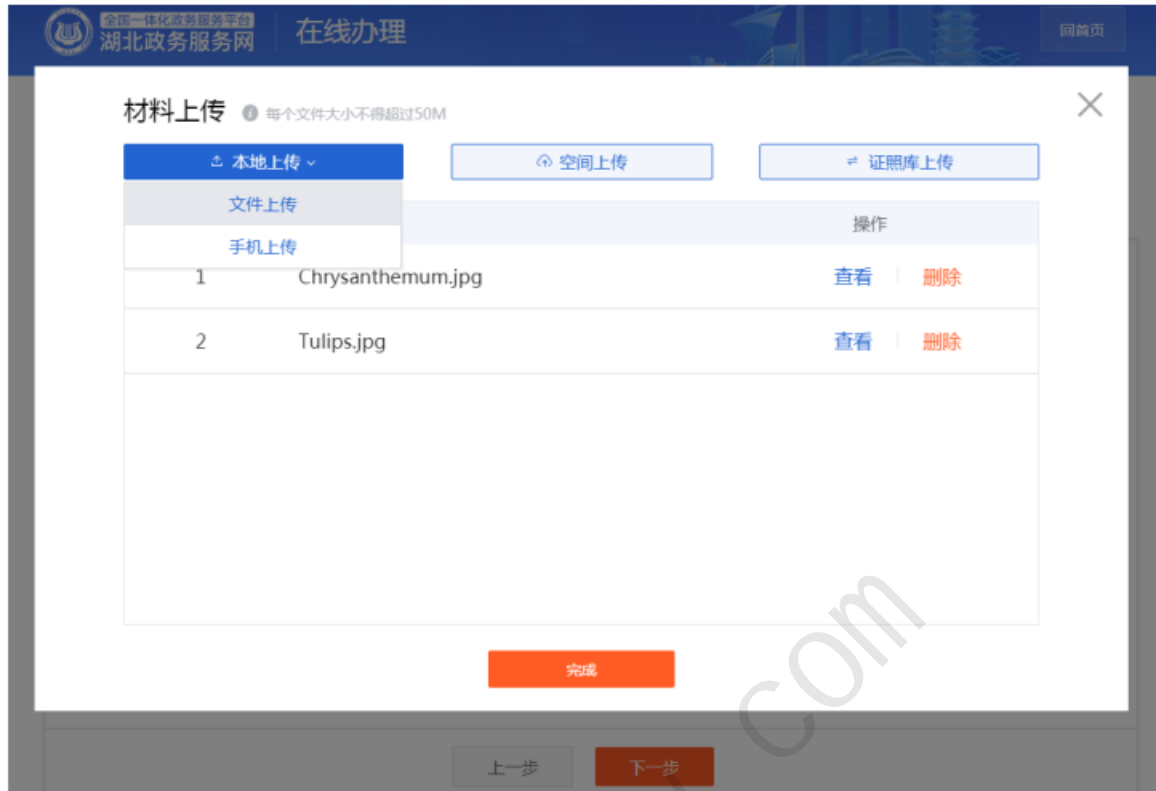 全国一体化政务服务平台
湖北政务服务网
在线办理
回首页
材料上传 每个文件大小不得超过50M
本地上传
空间上传
证照库上传
文件上传
手机上传
操作
1 Chrysanthemum.jpg 查看 删除
2 Tulips.jpg 查看 删除
完成
上一步
下一步
com